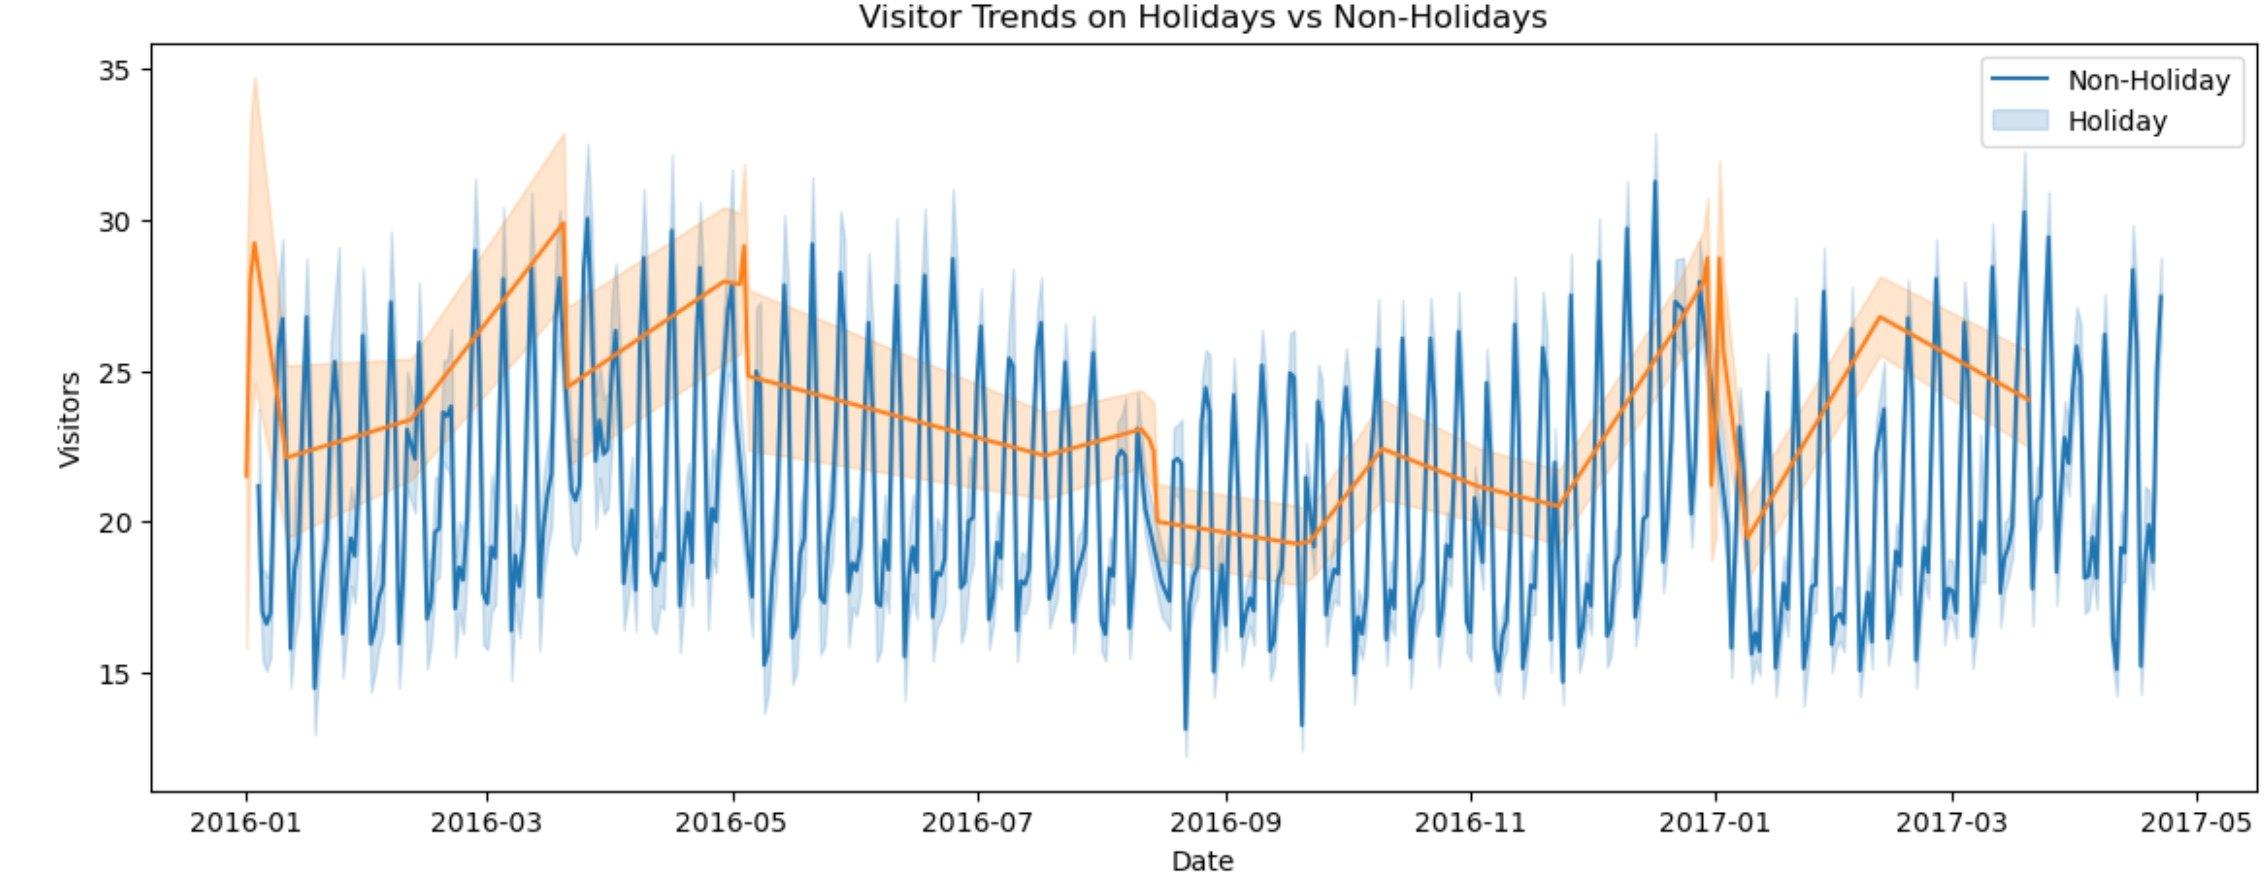 Visitor Trends on Holidays vs Non-Holidays
Non-Holiday
Holiday
35
30
25
20
15
Visitors
2016-01
2016-03
2016-05
2016-07
2016-09
2016-11
2017-01
2017-03
2017-05
Date